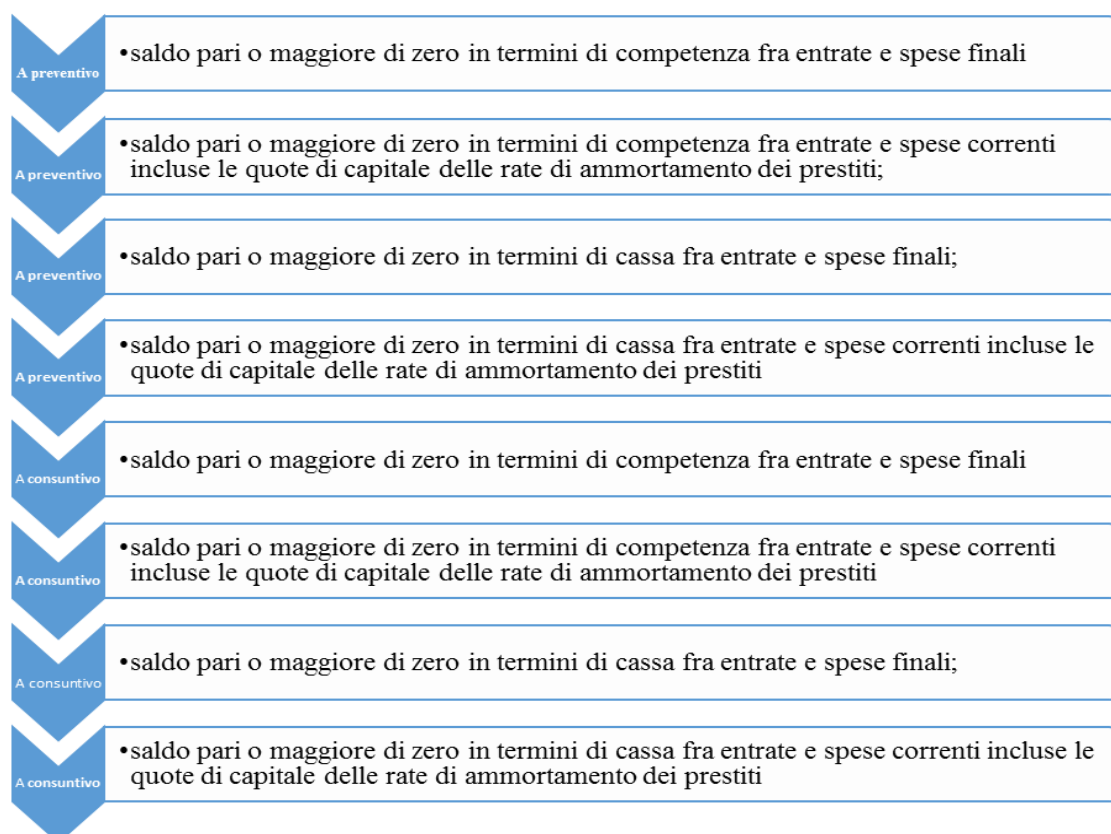 A preventivo
•saldo pari o maggiore di zero in termini di competenza fra entrate e spese finali
A preventivo
•saldo pari o maggiore di zero in termini di competenza fra entrate e spese correnti
incluse le quote di capitale delle rate di ammortamento dei prestiti;
A preventivo
•saldo pari o maggiore di zero in termini di cassa fra entrate e spese finali;
A preventivo
•saldo pari o maggiore di zero in termini di cassa fra entrate e spese correnti incluse le
quote di capitale delle rate di ammortamento dei prestiti
A consuntivo
•saldo pari o maggiore di zero in termini di competenza fra entrate e spese finali
A consuntivo
•saldo pari o maggiore di zero in termini di competenza fra entrate e spese correnti
incluse le quote di capitale delle rate di ammortamento dei prestiti
A consuntivo
•saldo pari o maggiore di zero in termini di cassa fra entrate e spese finali;
A consuntivo
•saldo pari o maggiore di zero in termini di cassa fra entrate e spese correnti incluse le
quote di capitale delle rate di ammortamento dei prestiti